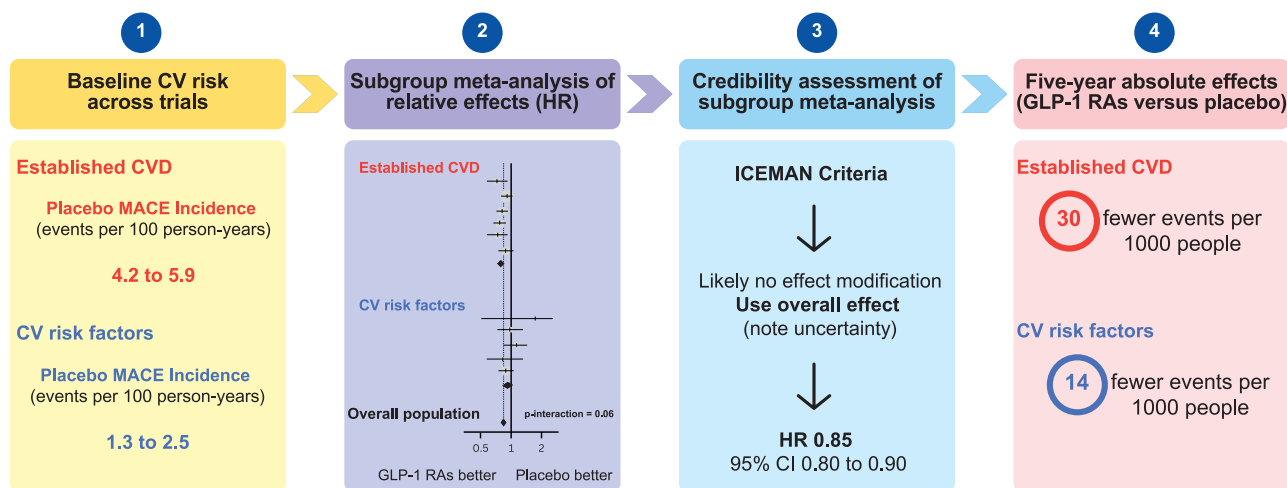 1
Baseline CV risk
across trials
Established CVD
Placebo MACE Incidence
(events per 100 person-years)
4.2 to 5.9
CV risk factors
Placebo MACE Incidence
(events per 100 person-years)
1.3 to 2.5
2
Subgroup meta-analysis of
relative effects (HR)
Established CVD
CV risk factors
Overall population
p-interaction = 0.06
0.5 1 2
GLP-1 RAs better Placebo better
3
Credibility assessment of
subgroup meta-analysis
ICEMAN Criteria
Likely no effect modification
Use overall effect
(note uncertainty)
HR 0.85
95% CI 0.80 to 0.90
4
Five-year absolute effects
(GLP-1 RAs versus placebo)
Established CVD
30 fewer events per
1000 people
CV risk factors
14 fewer events per
1000 people